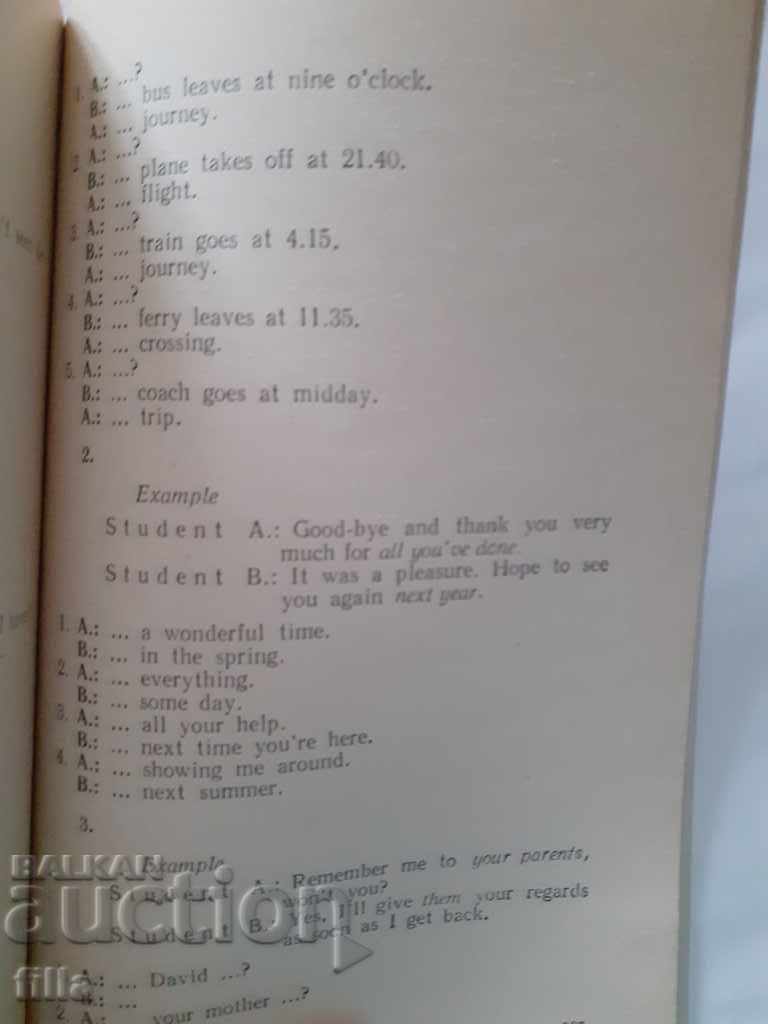 1. A.: ...?
B.: ... bus leaves at nine o'clock.
A.: ... journey.
2. A.: ...?
B.: ... plane takes off at 21.40.
A.: ... flight.
3. A.: ...?
B.: ... train goes at 4.15.
A.: ... journey.
4. A.: ...?
B.: ... ferry leaves at 11.35.
A.: ... crossing.
5. A.: ...?
B.: ... coach goes at midday.
A.: ... trip.
2.
Example
Student A.: Good-bye and thank you very
much for all you've done.
Student B.: It was a pleasure. Hope to see
you again next year.
1. A.: ... a wonderful time.
B.: ... in the spring.
2. A.: ... everything.
B.: ... some day.
3. A.: ... all your help.
B.: ... next time you're here.
4. A.: ... showing me around.
B.: ... next summer.
3.
Example
Student A.: Remember me to your parents,
won't you?
Student B.: Yes, I'll give them your regards
as soon as I get back.
A.: ... David ...?
B.: ...
2. A.: ... your mother ...?
BALKAN
auction
filla